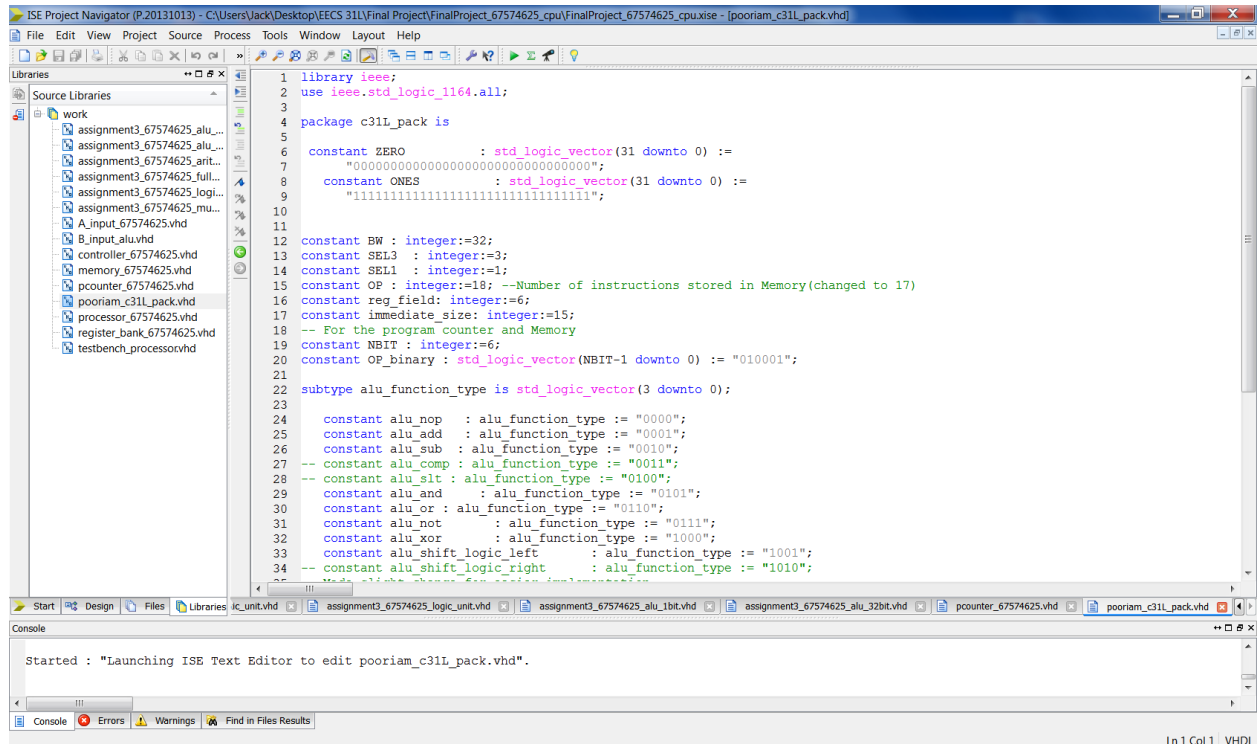 ISE Project Navigator (P.20131013) - C:\Users\Jack\Desktop\EECS 31L\Final Project\FinalProject_67574625_cpu\FinalProject_67574625_cpu.xise - [pooriam_c31L_pack.vhd]
File Edit View Project Source Process Tools Window Layout Help
Libraries
Source Libraries
work
assignment3_67574625_alu_...
assignment3_67574625_alu_...
assignment3_67574625_arit...
assignment3_67574625_full...
assignment3_67574625_logi...
assignment3_67574625_mu...
A_input_67574625.vhd
B_input_alu.vhd
controller_67574625.vhd
memory_67574625.vhd
pcounter_67574625.vhd
pooriam_c31L_pack.vhd
processor_67574625.vhd
register_bank_67574625.vhd
testbench_processor.vhd
1 library ieee;
2 use ieee.std_logic_1164.all;
3
4 package c31L_pack is
5
6 constant ZERO : std_logic_vector(31 downto 0) :=
7 "00000000000000000000000000000000";
8 constant ONES : std_logic_vector(31 downto 0) :=
9 "11111111111111111111111111111111";
10
11
12 constant BW : integer:=32;
13 constant SEL3 : integer:=3;
14 constant SEL1 : integer:=1;
15 constant OP : integer:=18; --Number of instructions stored in Memory(changed to 17)
16 constant reg_field: integer:=6;
17 constant immediate_size: integer:=15;
18 -- For the program counter and Memory
19 constant NBIT : integer:=6;
20 constant OP_binary : std_logic_vector(NBIT-1 downto 0) := "010001";
21
22 subtype alu_function_type is std_logic_vector(3 downto 0);
23
24 constant alu_nop : alu_function_type := "0000";
25 constant alu_add : alu_function_type := "0001";
26 constant alu_sub : alu_function_type := "0010";
27 -- constant alu_comp : alu_function_type := "0011";
28 -- constant alu_slt : alu_function_type := "0100";
29 constant alu_and : alu_function_type := "0101";
30 constant alu_or : alu_function_type := "0110";
31 constant alu_not : alu_function_type := "0111";
32 constant alu_xor : alu_function_type := "1000";
33 constant alu_shift_logic_left : alu_function_type := "1001";
34 -- constant alu_shift_logic_right : alu_function_type := "1010";
Start Design Files Libraries ic_unit.vhd assignment3_67574625_logic_unit.vhd assignment3_67574625_alu_1bit.vhd assignment3_67574625_alu_32bit.vhd pcounter_67574625.vhd pooriam_c31L_pack.vhd
Console
Started : "Launching ISE Text Editor to edit pooriam_c31L_pack.vhd".
Console Errors Warnings Find in Files Results
Ln 1 Col 1 VHDL